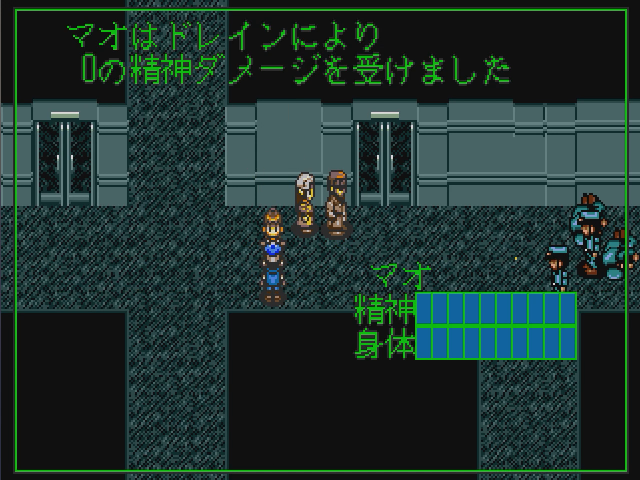 マオはドレインにより
0の精神ダメージを受けました
マオ
精神
身体